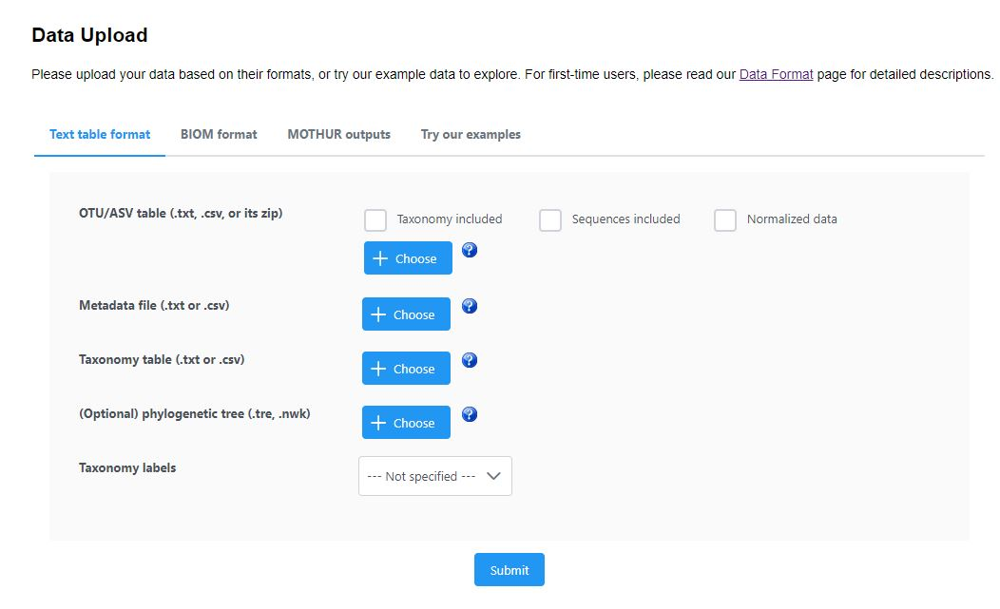 Data Upload
Please upload your data based on their formats, or try our example data to explore. For first-time users, please read our Data Format page for detailed descriptions.
Text table format BIOM format MOTHUR outputs Try our examples
OTU/ASV table (.txt, .csv, or its zip) Taxonomy included Sequences included Normalized data
+ Choose ?
Metadata file (.txt or .csv) + Choose ?
Taxonomy table (.txt or .csv) + Choose ?
(Optional) phylogenetic tree (.tre, .nwk) + Choose ?
Taxonomy labels --- Not specified ---
Submit